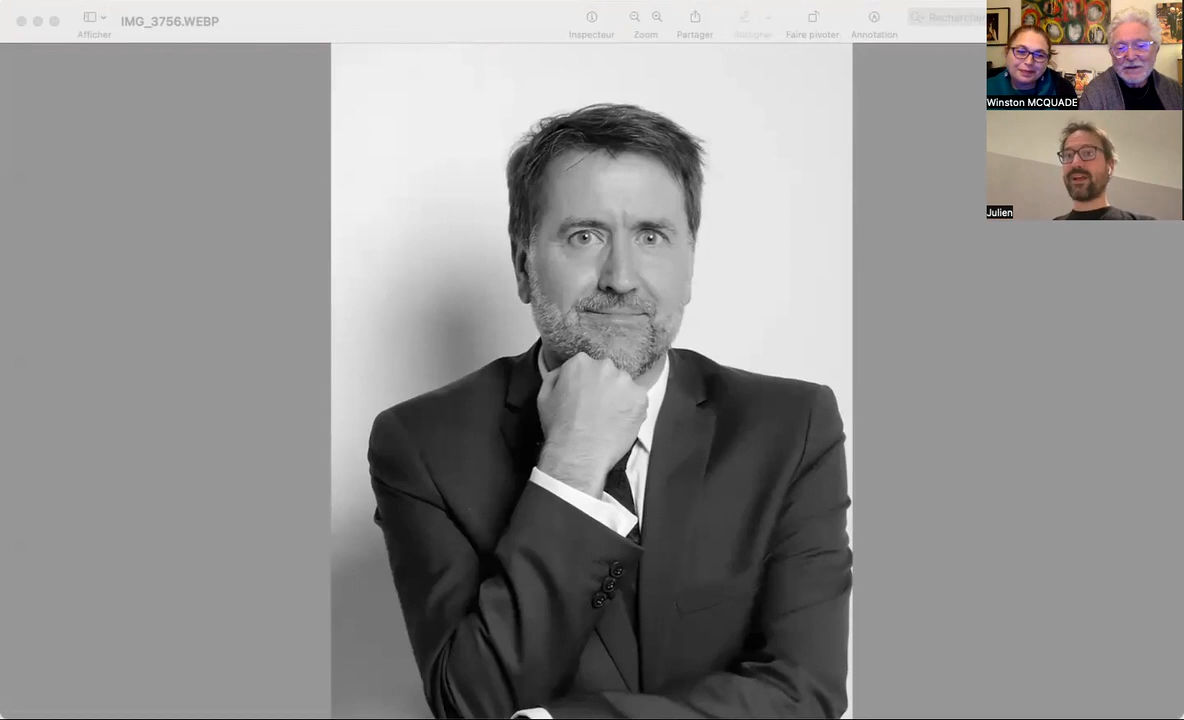 IMG_3756.WEBP
Afficher
Inspecteur
Zoom
Partager
Faire pivoter
Annotation
Winston MCQUADE
Julien